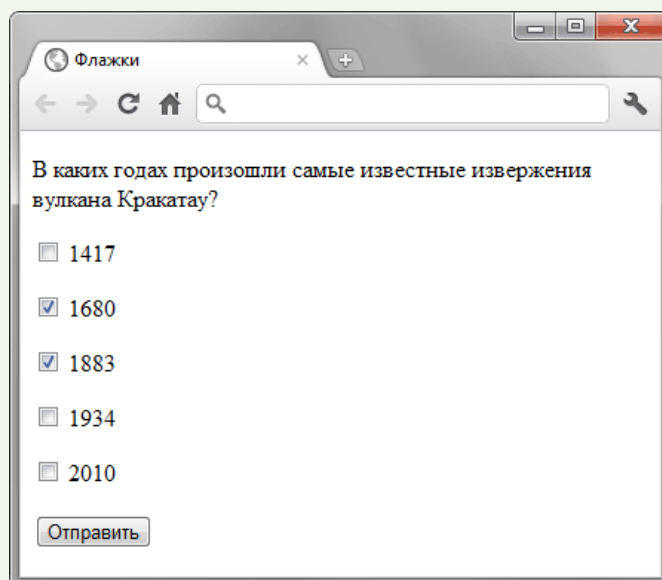 Флажки
В каких годах произошли самые известные извержения
вулкана Кракатау?
1417
1680
1883
1934
2010
Отправить